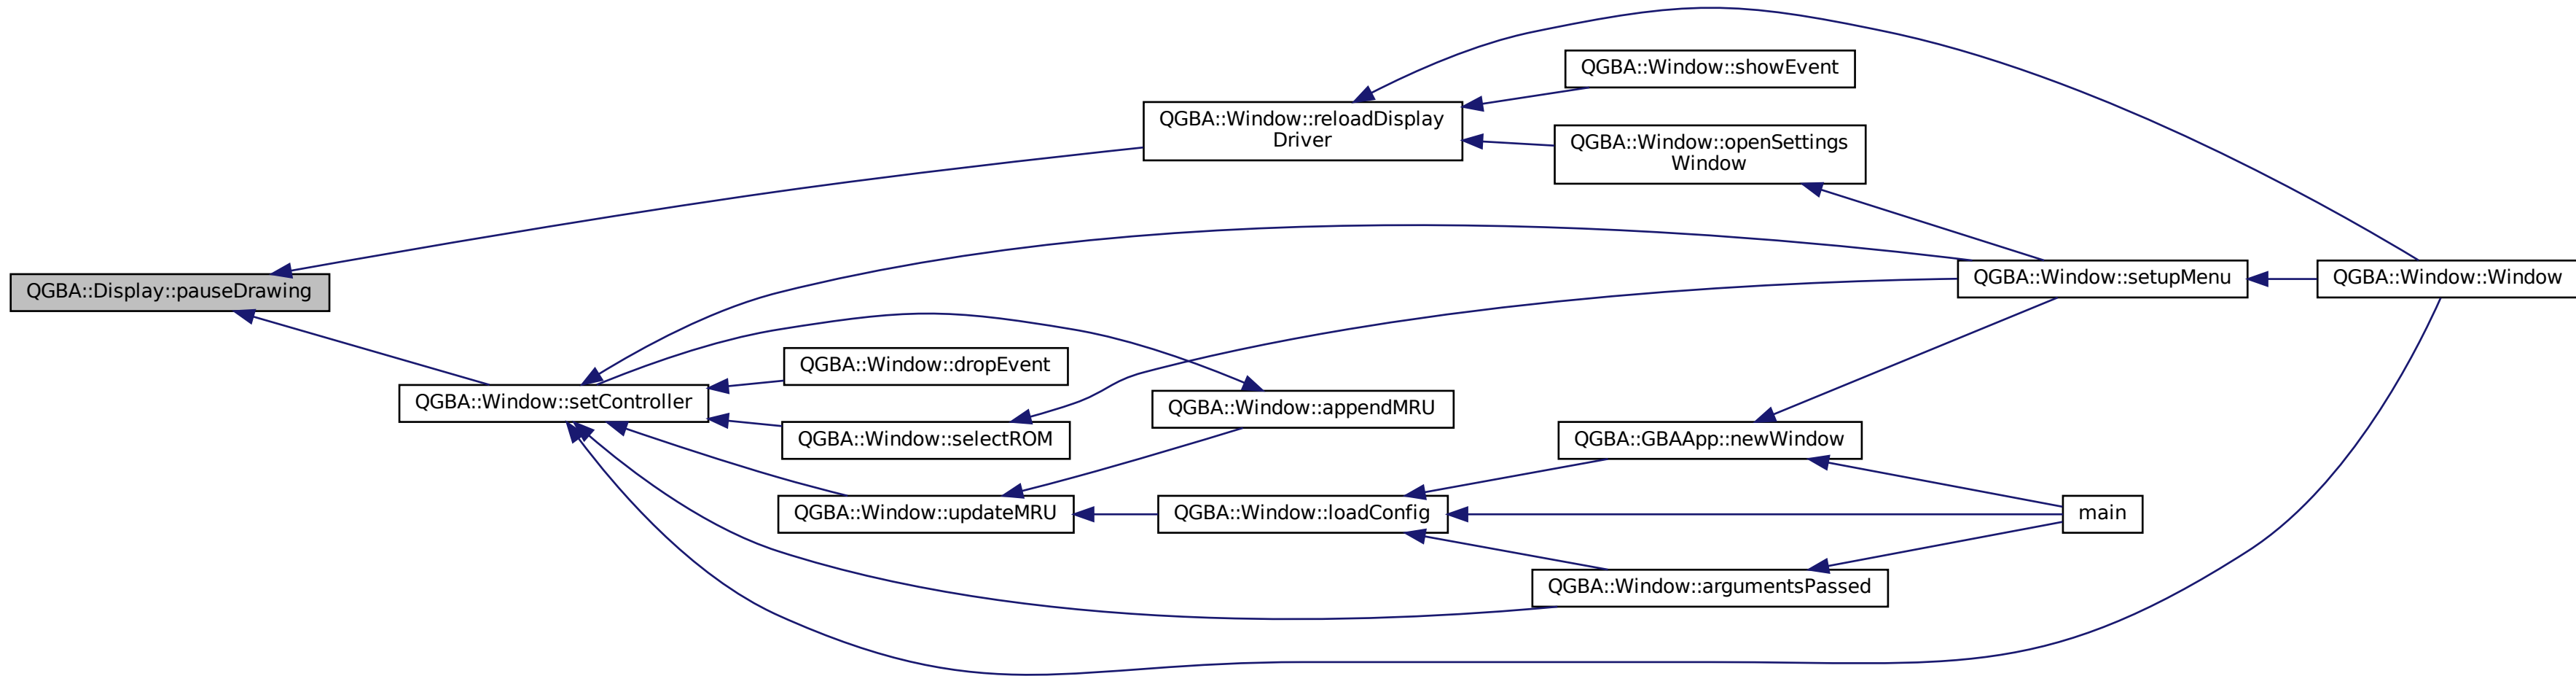 QGBA::Display::pauseDrawing
QGBA::Window::reloadDisplay
Driver
QGBA::Window::showEvent
QGBA::Window::openSettings
Window
QGBA::Window::setupMenu
QGBA::Window::Window
QGBA::Window::setController
QGBA::Window::dropEvent
QGBA::Window::selectROM
QGBA::Window::appendMRU
QGBA::Window::updateMRU
QGBA::Window::loadConfig
QGBA::GBAApp::newWindow
main
QGBA::Window::argumentsPassed